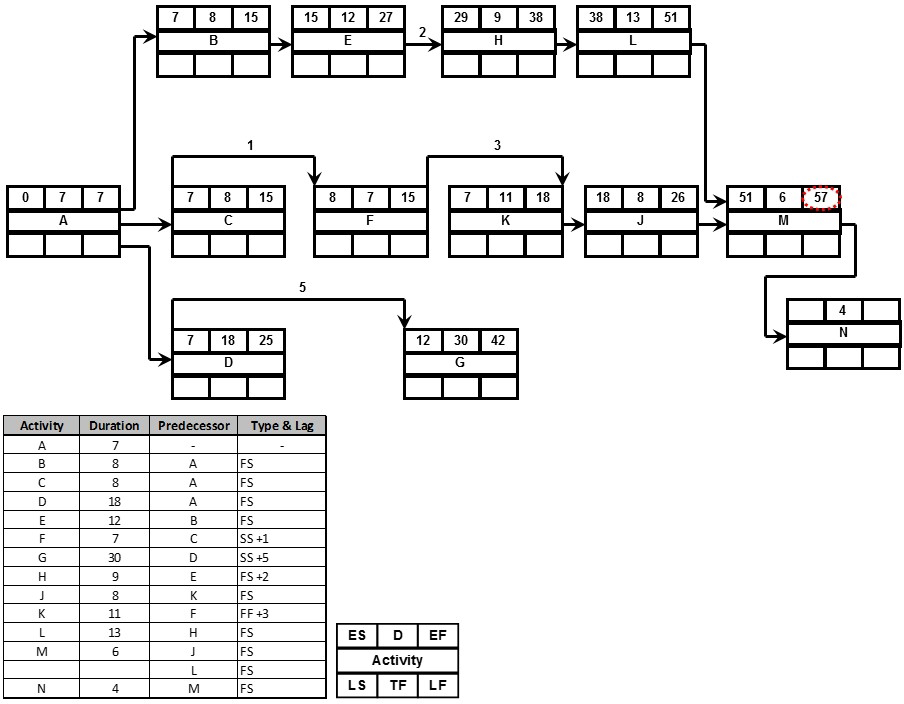 7 8 15
B
15 12 27
E
2
29 9 38
H
38 13 51
L
1
3
0 7 7
A
7 8 15
C
8 7 15
F
7 11 18
K
18 8 26
J
51 6 57
M
5
4
N
7 18 25
D
12 30 42
G
Activity Duration Predecessor Type & Lag
A 7 - -
B 8 A FS
C 8 A FS
D 18 A FS
E 12 B FS
F 7 C SS +1
G 30 D SS +5
H 9 E FS +2
J 8 K FS
K 11 F FF +3
L 13 H FS
M 6 J FS
L FS
N 4 M FS
ES D EF
Activity
LS TF LF